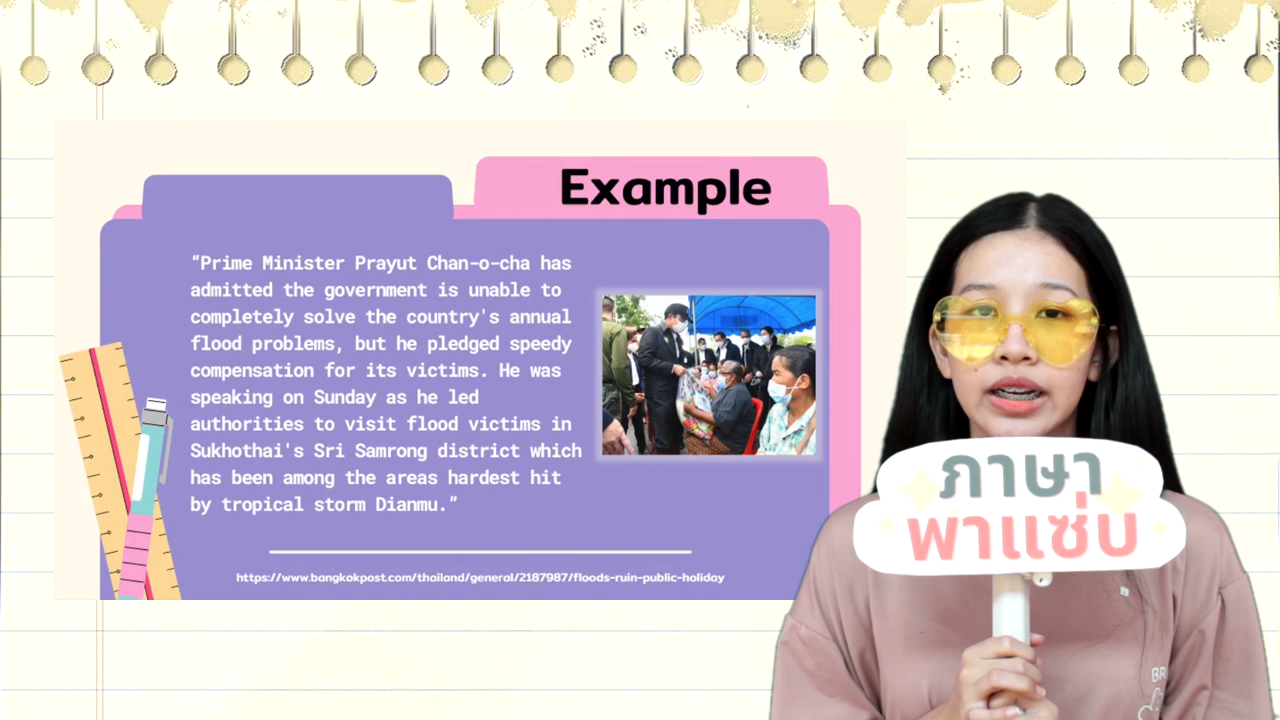 Example
“Prime Minister Prayut Chan-o-cha has
admitted the government is unable to
completely solve the country's annual
flood problems, but he pledged speedy
compensation for its victims. He was
speaking on Sunday as he led
authorities to visit flood victims in
Sukhothai's Sri Samrong district which
has been among the areas hardest hit
by tropical storm Dianmu.”
https://www.bangkokpost.com/thailand/general/2187987/floods-ruin-public-holiday
ภาษา
พาแซ่บ
BR